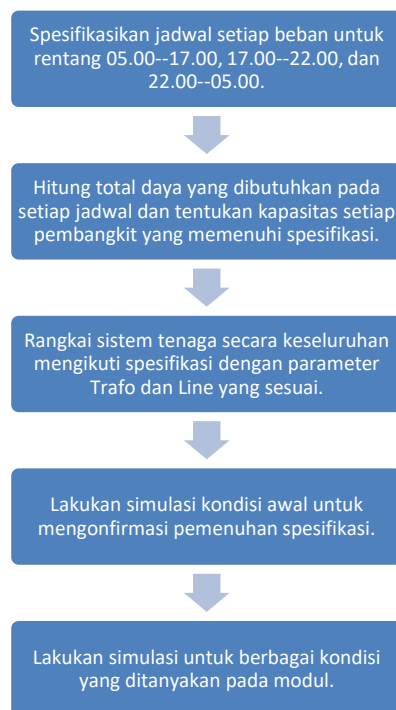 Spesifikasikan jadwal setiap beban untuk
rentang 05.00--17.00, 17.00--22.00, dan
22.00--05.00.
Hitung total daya yang dibutuhkan pada
setiap jadwal dan tentukan kapasitas setiap
pembangkit yang memenuhi spesifikasi.
Rangkai sistem tenaga secara keseluruhan
mengikuti spesifikasi dengan parameter
Trafo dan Line yang sesuai.
Lakukan simulasi kondisi awal untuk
mengonfirmasi pemenuhan spesifikasi.
Lakukan simulasi untuk berbagai kondisi
yang ditanyakan pada modul.